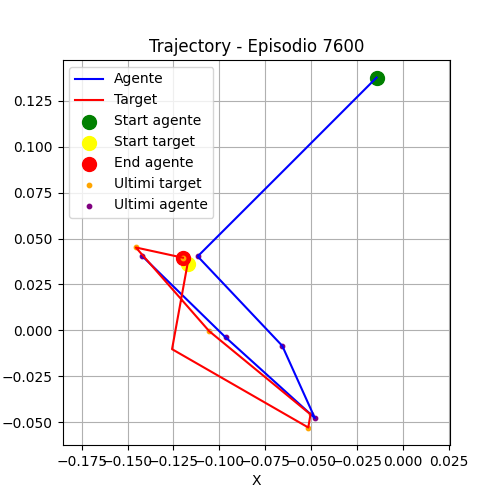 Trajectory - Episodio 7600
Agente
Target
Start agente
Start target
End agente
Ultimi target
Ultimi agente
0.125
0.100
0.075
0.050
0.025
0.000
−0.025
−0.050
−0.175 −0.150 −0.125 −0.100 −0.075 −0.050 −0.025 0.000 0.025
X